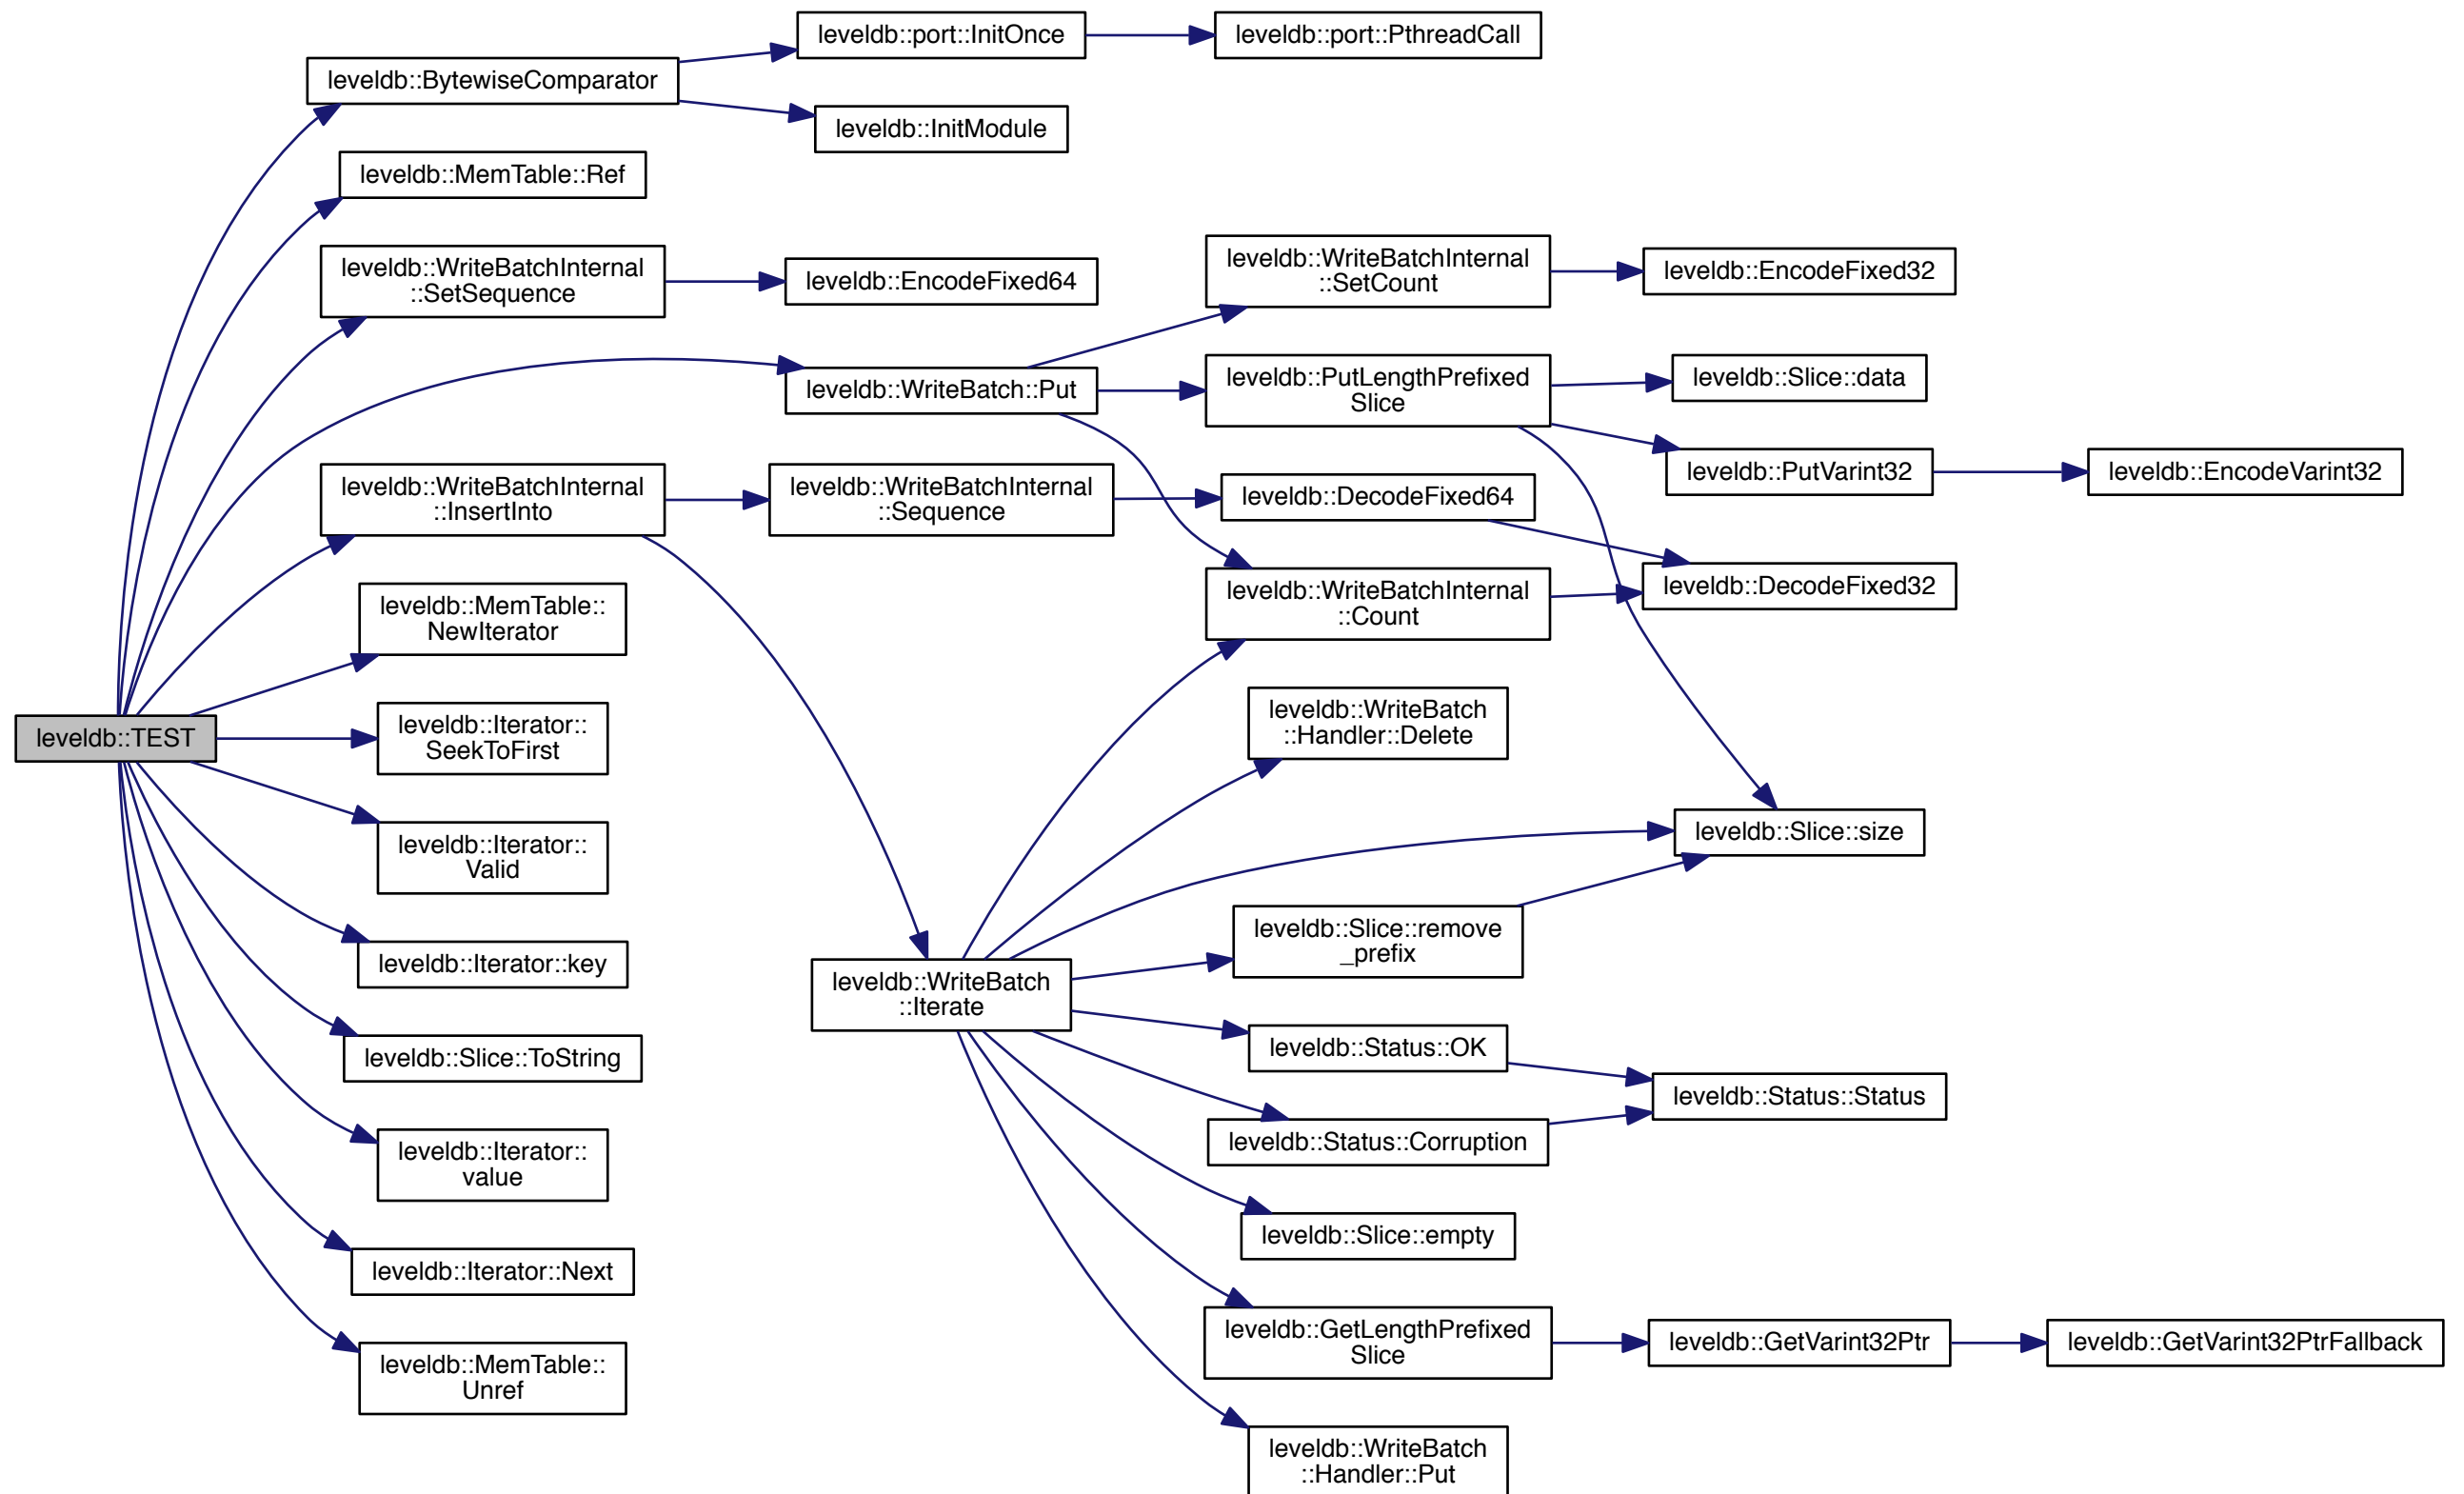 leveldb::TEST
leveldb::BytewiseComparator
leveldb::MemTable::Ref
leveldb::WriteBatchInternal
::SetSequence
leveldb::WriteBatchInternal
::InsertInto
leveldb::MemTable::
NewIterator
leveldb::Iterator::
SeekToFirst
leveldb::Iterator::
Valid
leveldb::Iterator::key
leveldb::Slice::ToString
leveldb::Iterator::
value
leveldb::Iterator::Next
leveldb::MemTable::
Unref
leveldb::port::InitOnce
leveldb::InitModule
leveldb::EncodeFixed64
leveldb::WriteBatch::Put
leveldb::WriteBatchInternal
::Sequence
leveldb::WriteBatch
::Iterate
leveldb::port::PthreadCall
leveldb::WriteBatchInternal
::SetCount
leveldb::PutLengthPrefixed
Slice
leveldb::DecodeFixed64
leveldb::WriteBatchInternal
::Count
leveldb::WriteBatch
::Handler::Delete
leveldb::Slice::remove
_prefix
leveldb::Status::OK
leveldb::Status::Corruption
leveldb::Slice::empty
leveldb::GetLengthPrefixed
Slice
leveldb::WriteBatch
::Handler::Put
leveldb::EncodeFixed32
leveldb::Slice::data
leveldb::PutVarint32
leveldb::DecodeFixed32
leveldb::Slice::size
leveldb::Status::Status
leveldb::GetVarint32Ptr
leveldb::EncodeVarint32
leveldb::GetVarint32PtrFallback